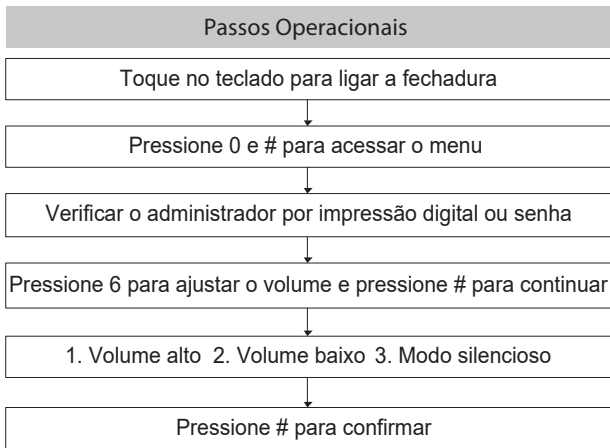 Passos Operacionais
Toque no teclado para ligar a fechadura
Pressione 0 e # para acessar o menu
Verificar o administrador por impressão digital ou senha
Pressione 6 para ajustar o volume e pressione # para continuar
1. Volume alto 2. Volume baixo 3. Modo silencioso
Pressione # para confirmar